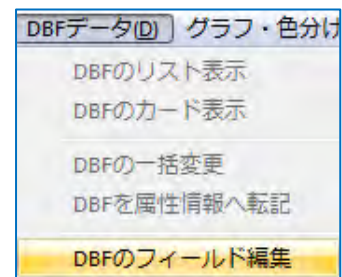 DBFデータ(D) グラフ・色分け
DBFのリスト表示
DBFのカード表示
DBFの一括変更
DBFを属性情報へ転記
DBFのフィールド編集